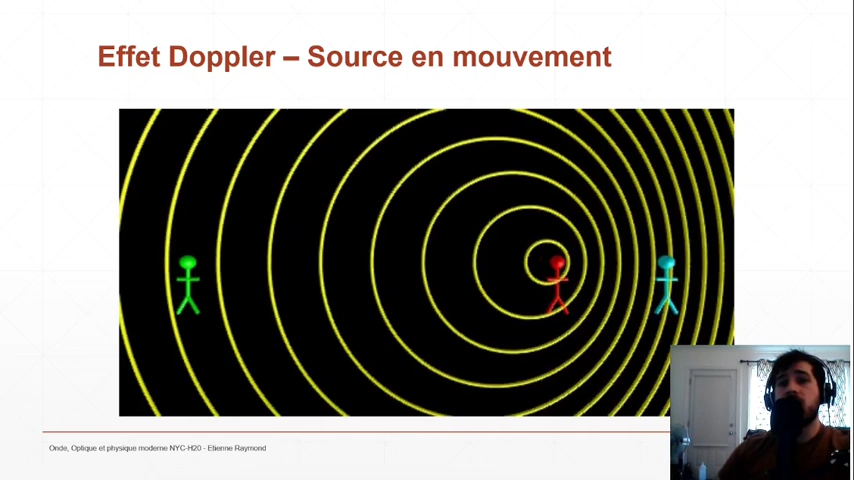 Effet Doppler – Source en mouvement
Onde, Optique et physique moderne NYC-H20 - Etienne Raymond